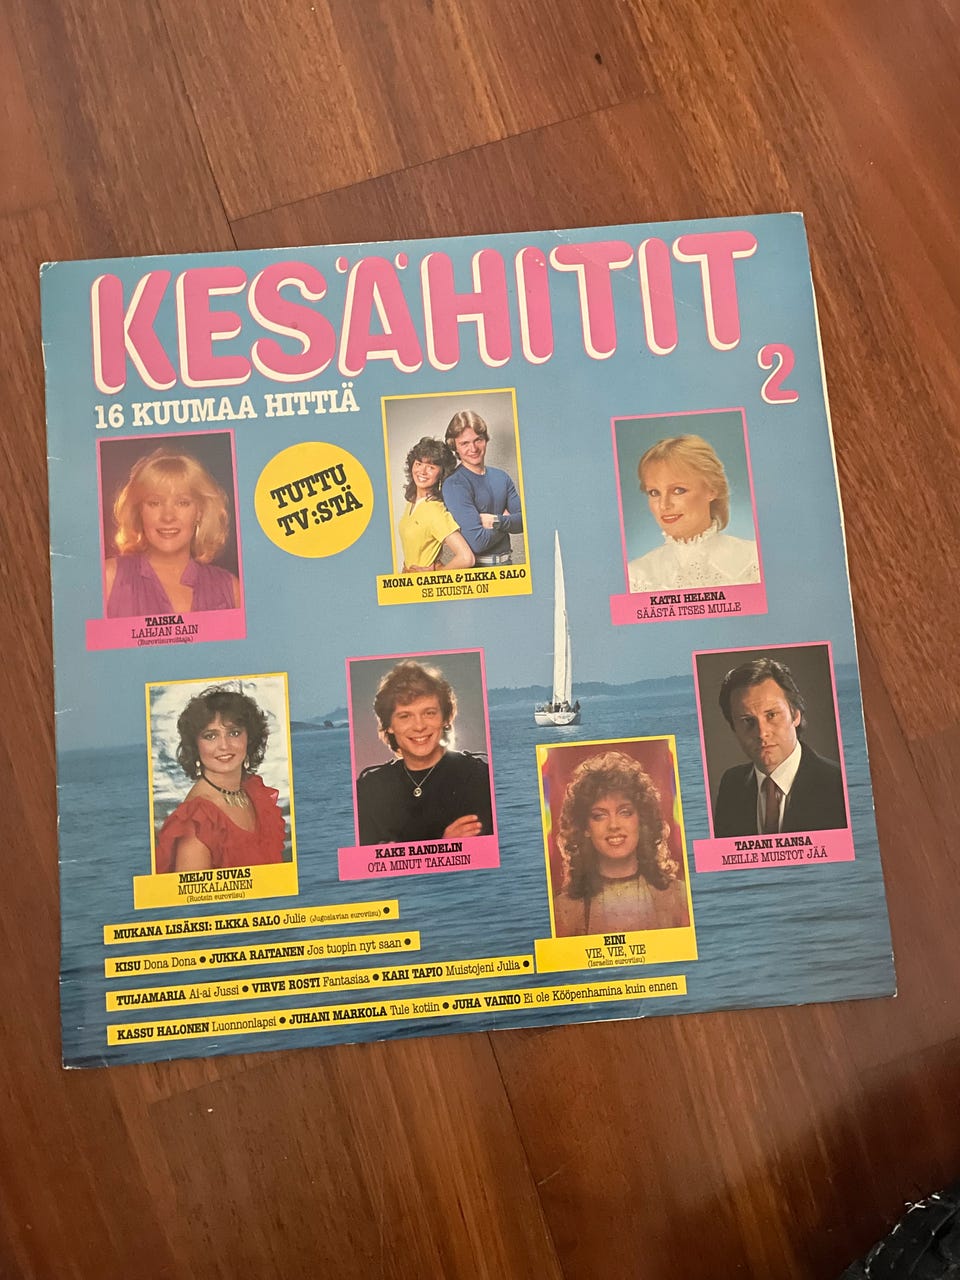 KESÄHITIT
2
16 KUUMAA HITTIÄ
TUTTU
TV:STÄ
TAISKA
LAHJAN SAIN
(Euroviisuvoittaja)
MONA CARITA & ILKKA SALO
SE IKUISTA ON
KATRI HELENA
SÄÄSTÄ ITSES MULLE
MEIJU SUVAS
MUUKALAINEN
(Ruotsin euroviisu)
KAKE RANDELIN
OTA MINUT TAKAISIN
EINI
VIE, VIE, VIE
(Israelin euroviisu)
TAPANI KANSA
MEILLE MUISTOT JÄÄ
MUKANA LISÄKSI: ILKKA SALO Julie (Jugoslavian euroviisu) ●
KISU Dona Dona ● JUKKA RAITANEN Jos tuopin nyt saan ●
TUIJAMARIA Ai-ai Jussi ● VIRVE ROSTI Fantasiaa ● KARI TAPIO Muistojeni Julia ●
KASSU HALONEN Luonnonlapsi ● JUHANI MARKOLA Tule kotiin ● JUHA VAINIO Ei ole Kööpenhamina kuin ennen